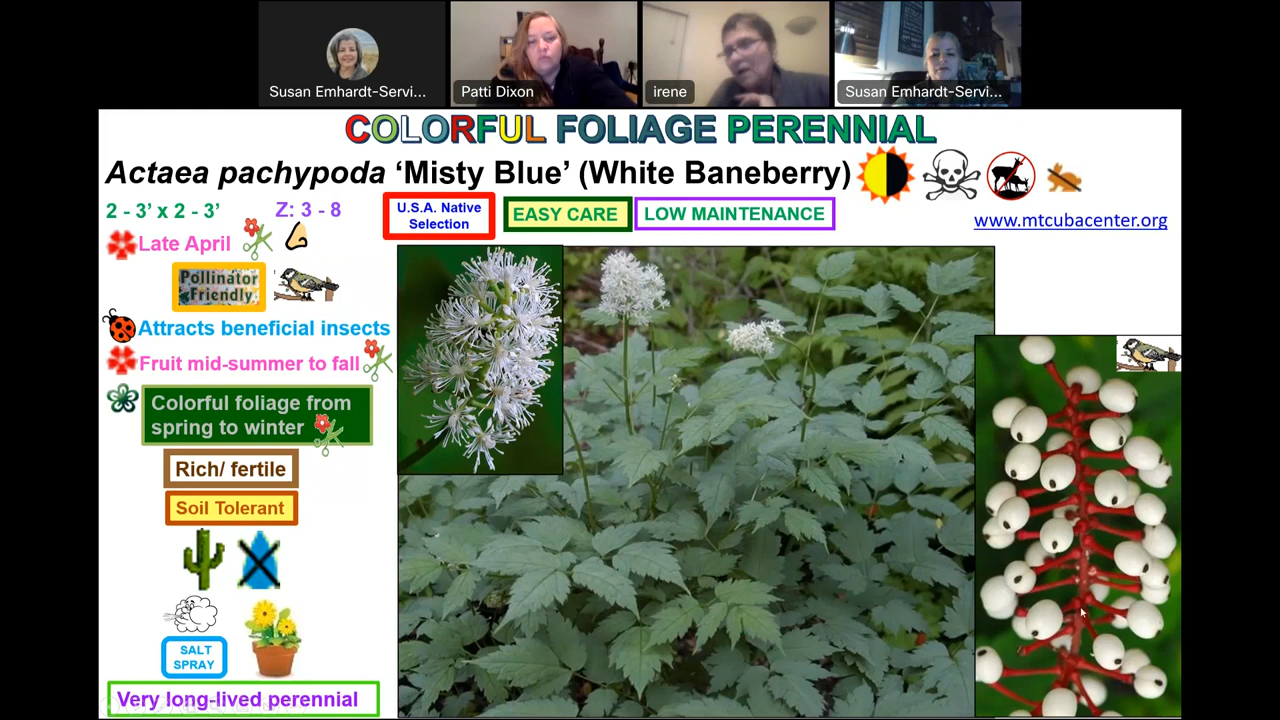 Susan Emhardt-Servi...
Patti Dixon
irene
Susan Emhardt-Servi...
COLORFUL FOLIAGE PERENNIAL
Actaea pachypoda ‘Misty Blue’ (White Baneberry)
2 - 3’ x 2 - 3’
Z: 3 - 8
U.S.A. Native
Selection
EASY CARE
LOW MAINTENANCE
www.mtcubacenter.org
Late April
Pollinator
Friendly
Attracts beneficial insects
Fruit mid-summer to fall
Colorful foliage from
spring to winter
Rich/ fertile
Soil Tolerant
SALT
SPRAY
Very long-lived perennial